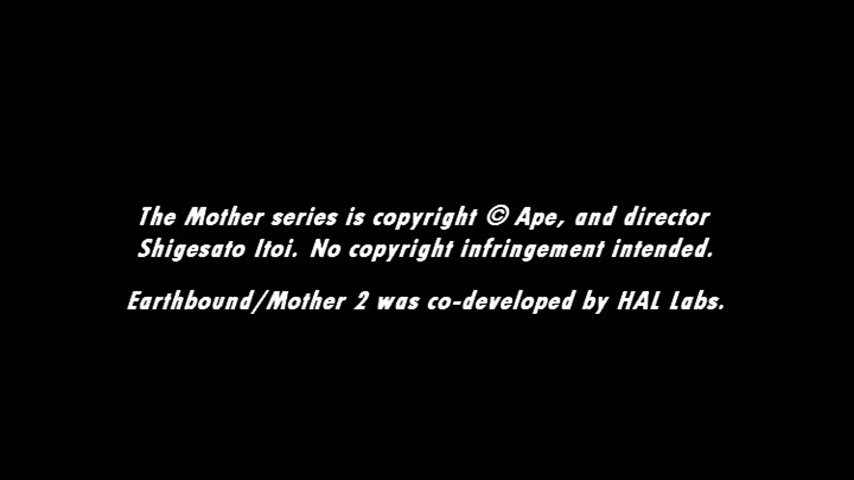 The Mother series is copyright © Ape, and director
Shigesato Itoi. No copyright infringement intended.
Earthbound/Mother 2 was co-developed by HAL Labs.